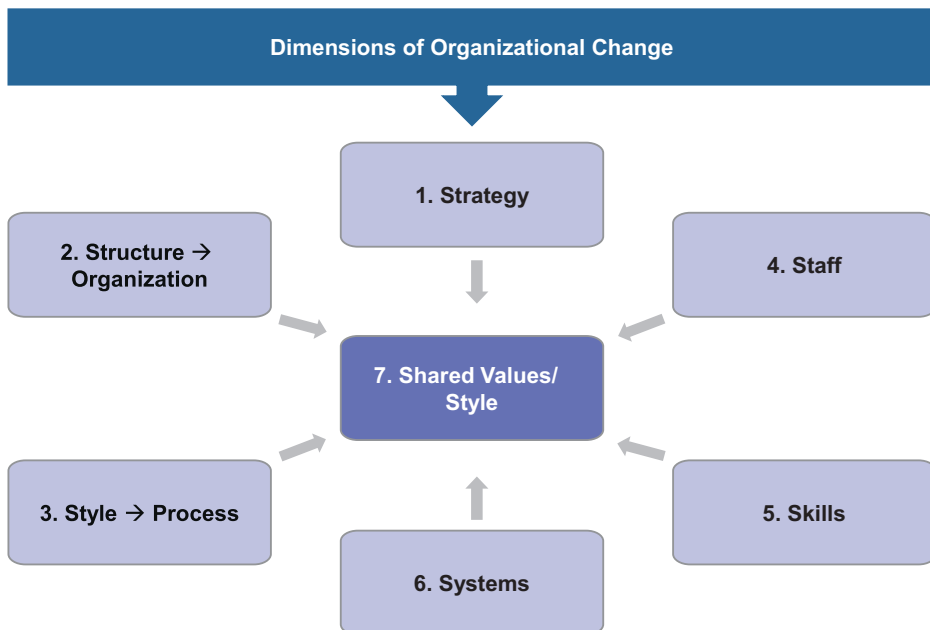 Dimensions of Organizational Change
1. Strategy
2. Structure →
Organization
4. Staff
7. Shared Values/
Style
3. Style → Process
5. Skills
6. Systems